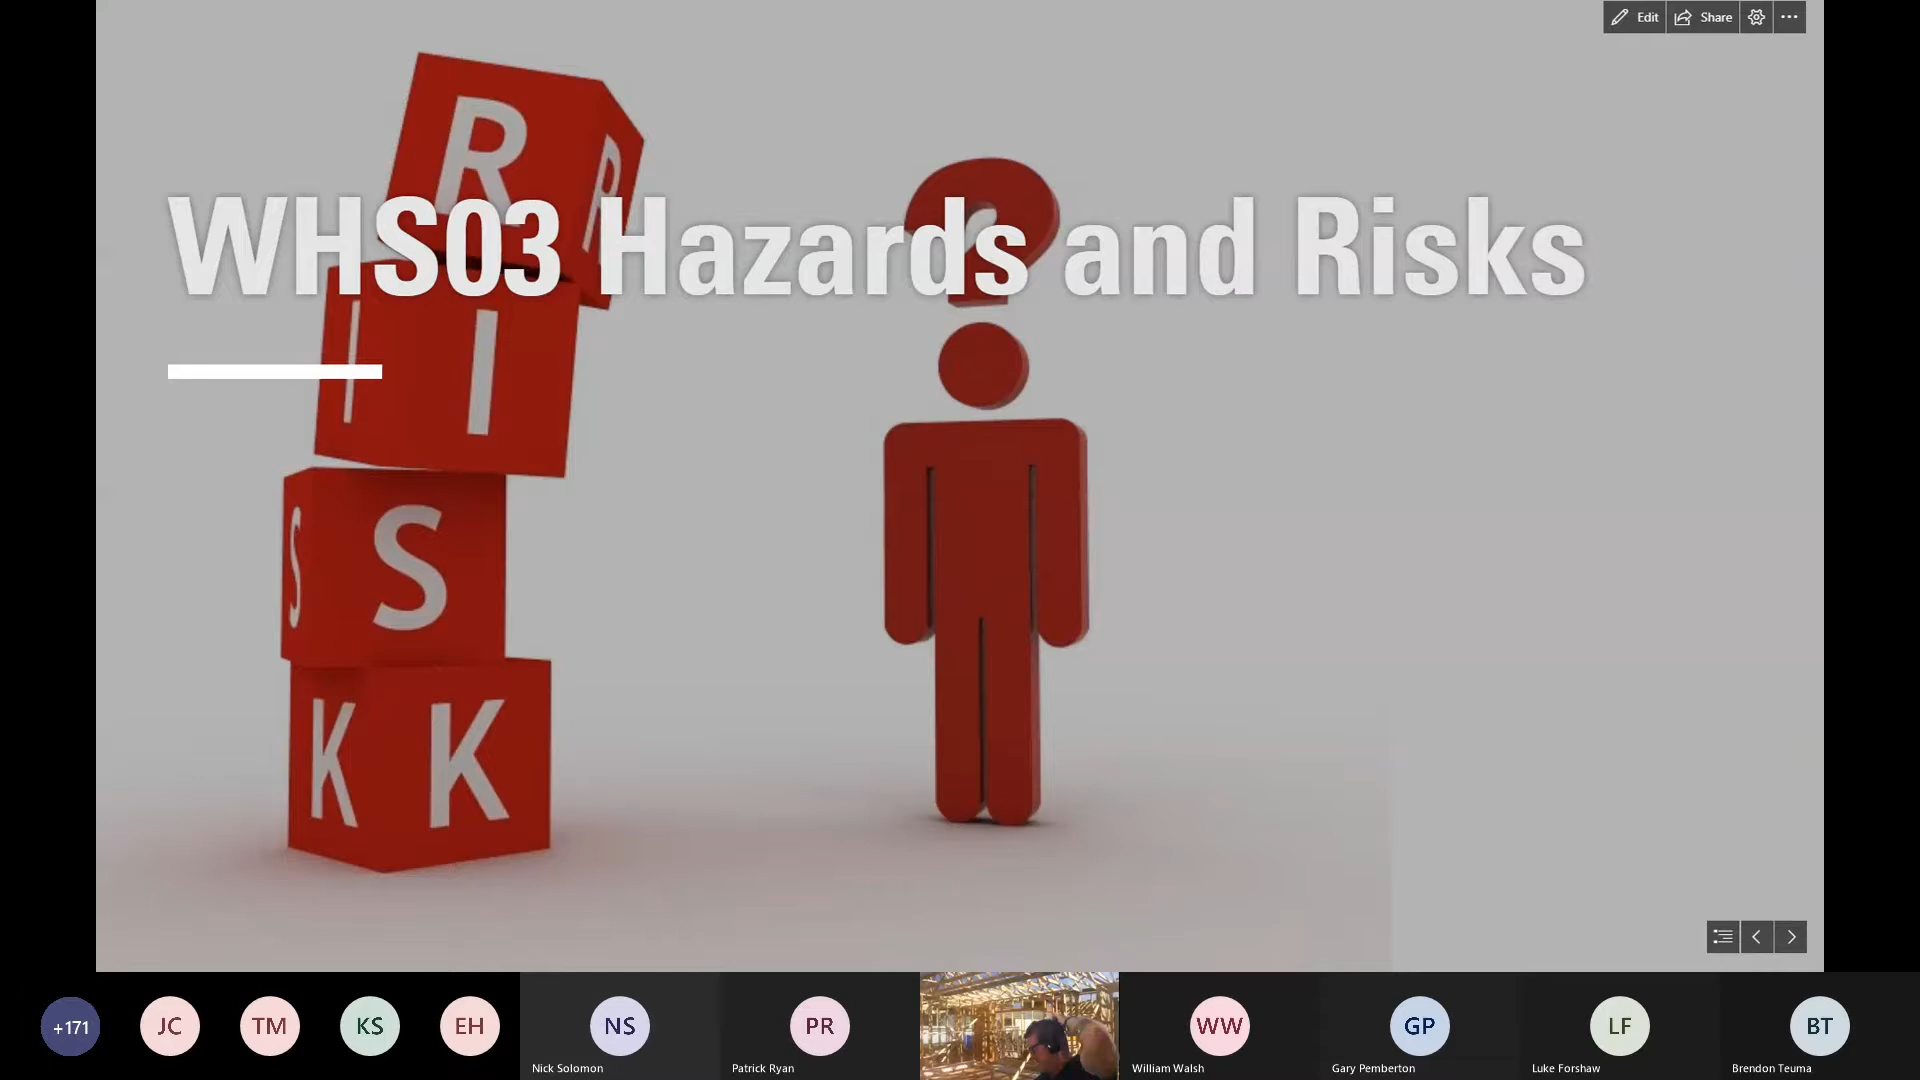 Edit
Share
R
R
WHS03 Hazards and Risks
?
I
I
S
S
K
K
+171
JC
TM
KS
EH
NS
PR
WW
GP
LF
BT
Nick Solomon
Patrick Ryan
William Walsh
Gary Pemberton
Luke Forshaw
Brendon Teuma